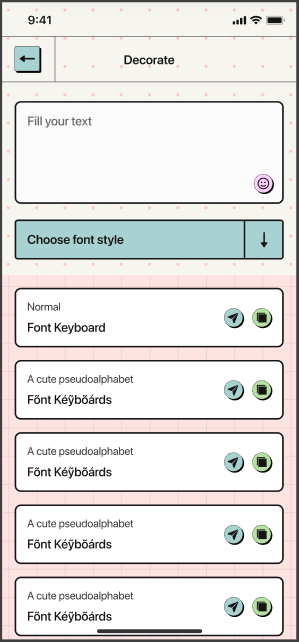 9:41
Decorate
Fill your text
Choose font style
Normal
Font Keyboard
A cute pseudoalphabet
Fõnt Kéÿbõárds
A cute pseudoalphabet
Fõnt Kéÿbõárds
A cute pseudoalphabet
Fõnt Kéÿbõárds
A cute pseudoalphabet
Fõnt Kéÿbõárds